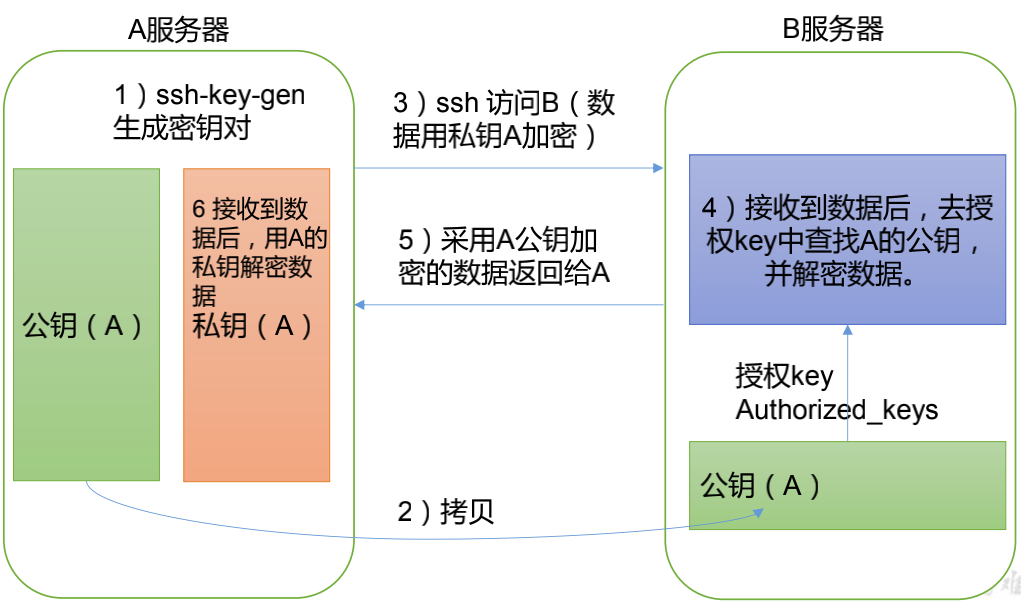 A服务器
B服务器
1）ssh-key-gen
生成密钥对
3）ssh 访问B（数
据用私钥A加密）
6 接收到数
据后，用A的
私钥解密数
据
私钥（A）
公钥（A）
5）采用A公钥加
密的数据返回给A
4）接收到数据后，去授
权key中查找A的公钥，
并解密数据。
授权key
Authorized_keys
公钥（A）
2）拷贝